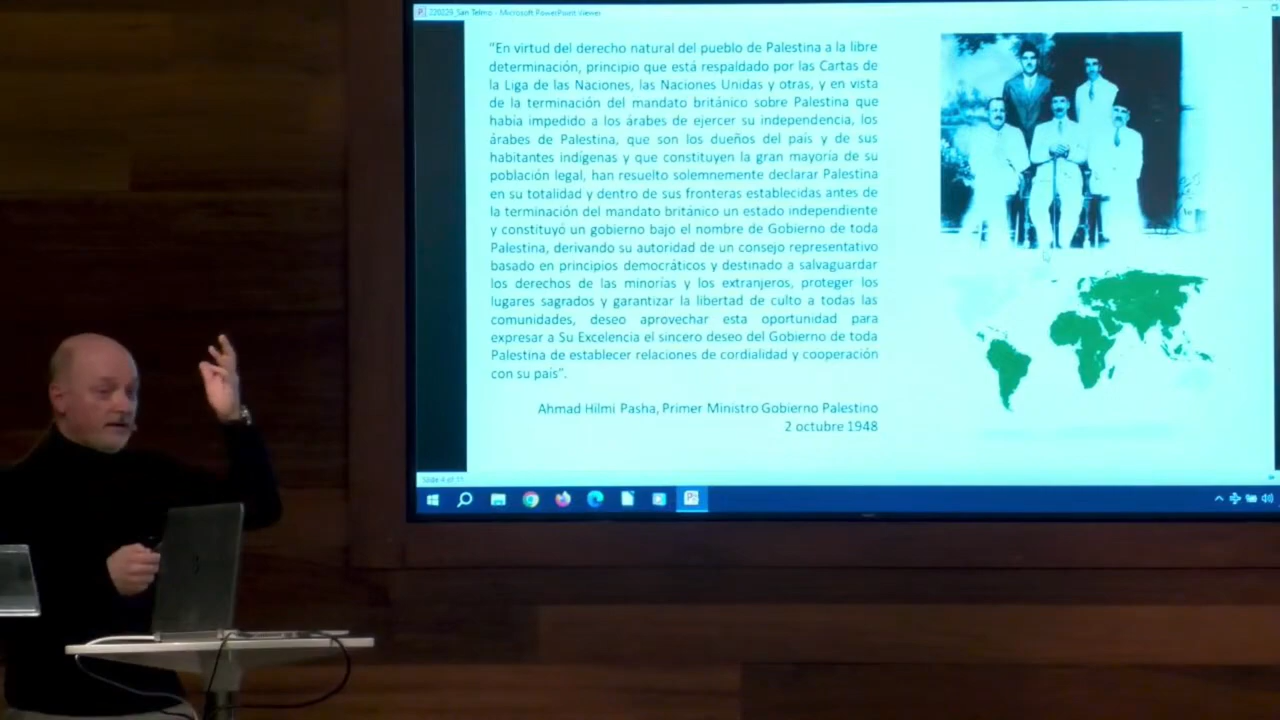 220229_San Telmo - Microsoft PowerPoint Viewer
"En virtud del derecho natural del pueblo de Palestina a la libre
determinación, principio que está respaldado por las Cartas de
la Liga de las Naciones, las Naciones Unidas y otras, y en vista
de la terminación del mandato británico sobre Palestina que
había impedido a los árabes de ejercer su independencia, los
árabes de Palestina, que son los dueños del país y de sus
habitantes indígenas y que constituyen la gran mayoría de su
población legal, han resuelto solemnemente declarar Palestina
en su totalidad y dentro de sus fronteras establecidas antes de
la terminación del mandato británico un estado independiente
y constituyó un gobierno bajo el nombre de Gobierno de toda
Palestina, derivando su autoridad de un consejo representativo
basado en principios democráticos y destinado a salvaguardar
los derechos de las minorías y los extranjeros, proteger los
lugares sagrados y garantizar la libertad de culto a todas las
comunidades, deseo aprovechar esta oportunidad para
expresar a Su Excelencia el sincero deseo del Gobierno de toda
Palestina de establecer relaciones de cordialidad y cooperación
con su país".
Ahmad Hilmi Pasha, Primer Ministro Gobierno Palestino
2 octubre 1948
Slide 4 of 11